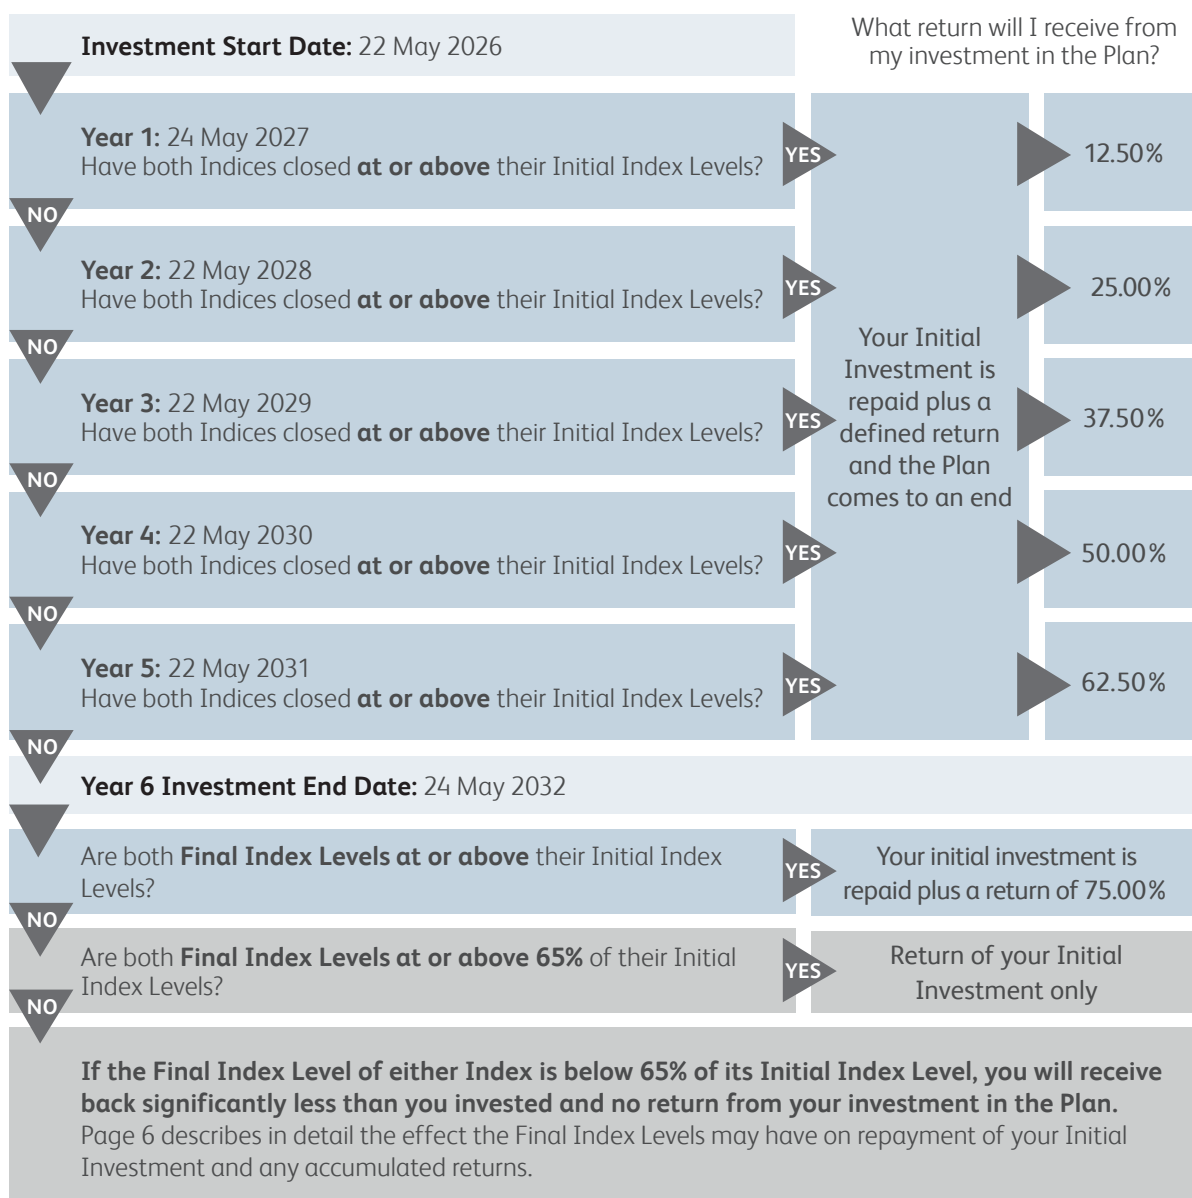 What return will I receive from
my investment in the Plan?
Investment Start Date: 22 May 2026
Year 1: 24 May 2027
Have both Indices closed at or above their Initial Index Levels?
YES
12.50%
NO
Year 2: 22 May 2028
Have both Indices closed at or above their Initial Index Levels?
YES
25.00%
NO
Year 3: 22 May 2029
Have both Indices closed at or above their Initial Index Levels?
YES
37.50%
NO
Year 4: 22 May 2030
Have both Indices closed at or above their Initial Index Levels?
YES
50.00%
NO
Year 5: 22 May 2031
Have both Indices closed at or above their Initial Index Levels?
YES
62.50%
NO
Your Initial
Investment is
repaid plus a
defined return
and the Plan
comes to an end
Year 6 Investment End Date: 24 May 2032
Are both Final Index Levels at or above their Initial Index
Levels?
YES
Your initial investment is
repaid plus a return of 75.00%
NO
Are both Final Index Levels at or above 65% of their Initial
Index Levels?
YES
Return of your Initial
Investment only
NO
If the Final Index Level of either Index is below 65% of its Initial Index Level, you will receive
back significantly less than you invested and no return from your investment in the Plan.
Page 6 describes in detail the effect the Final Index Levels may have on repayment of your Initial
Investment and any accumulated returns.